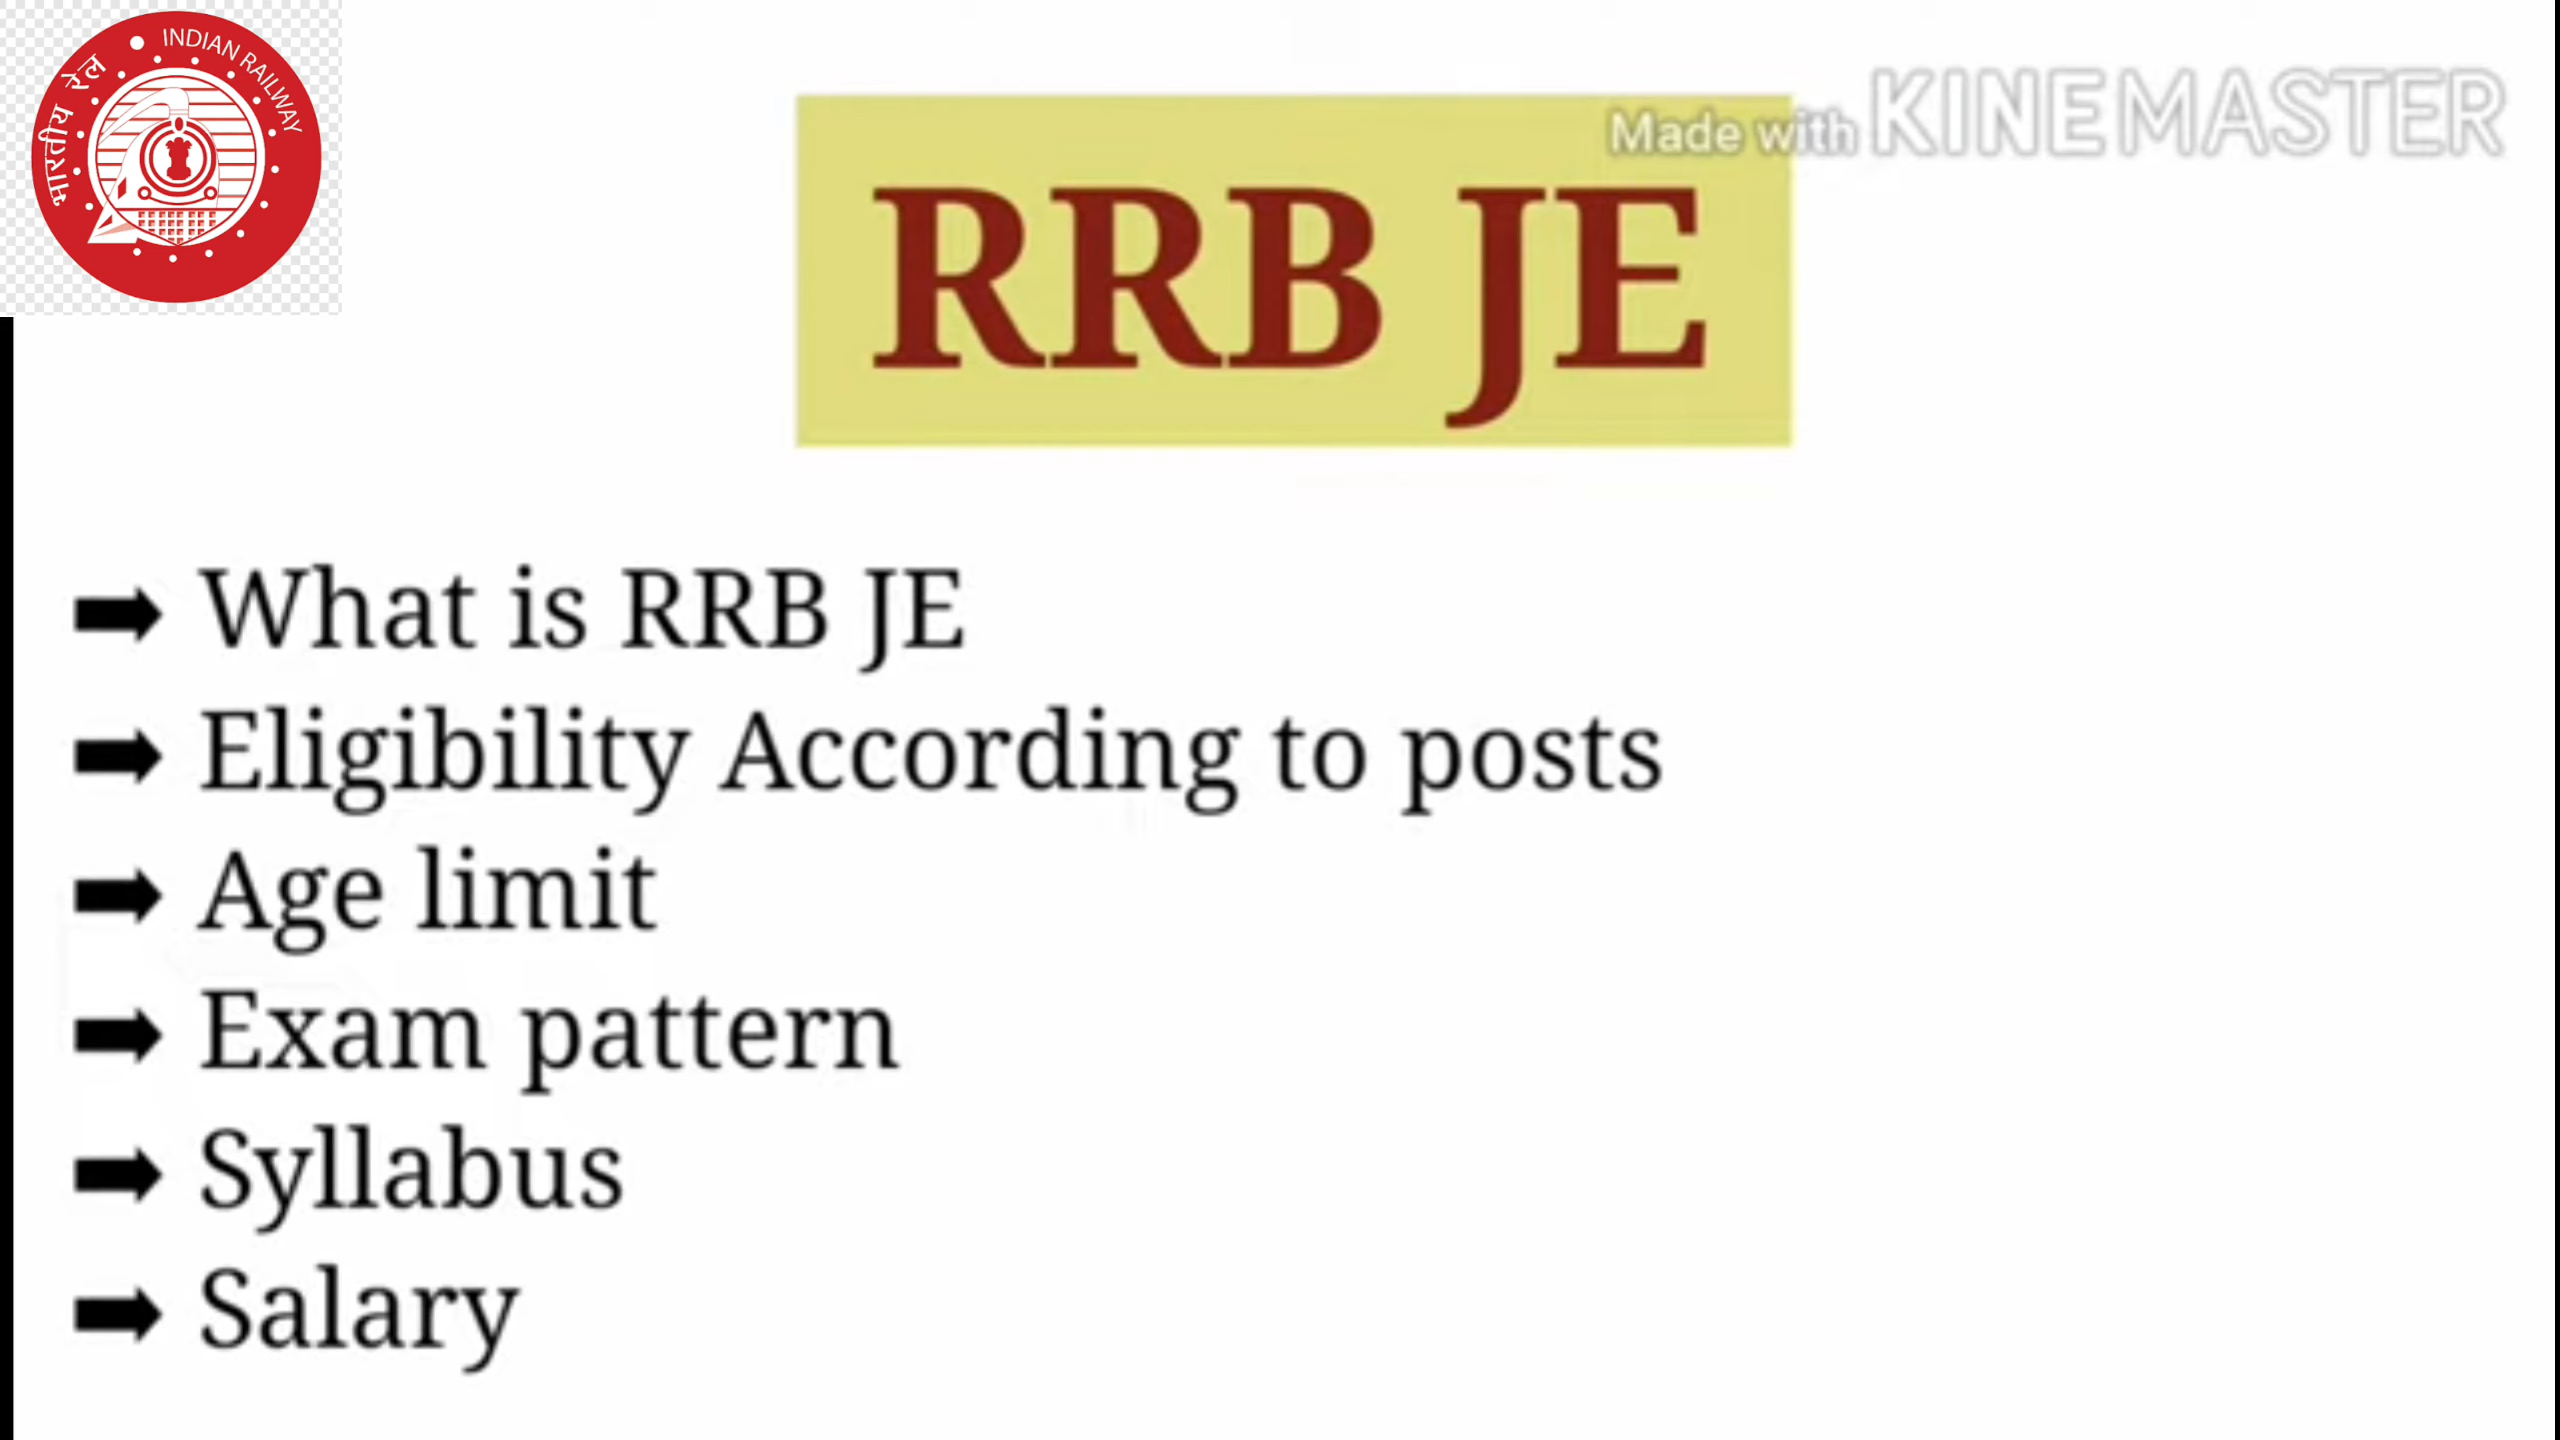 भारतीय रेल
INDIAN RAILWAY
Made with KINEMASTER
RRB JE
➡ What is RRB JE
➡ Eligibility According to posts
➡ Age limit
➡ Exam pattern
➡ Syllabus
➡ Salary